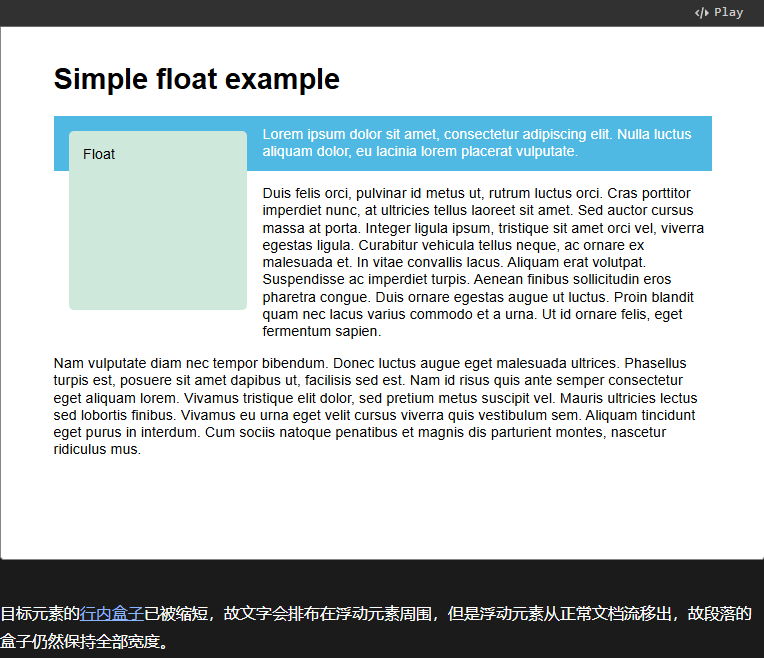 Play
Simple float example
Float
Lorem ipsum dolor sit amet, consectetur adipiscing elit. Nulla luctus
aliquam dolor, eu lacinia lorem placerat vulputate.
Duis felis orci, pulvinar id metus ut, rutrum luctus orci. Cras porttitor
imperdiet nunc, at ultricies tellus laoreet sit amet. Sed auctor cursus
massa at porta. Integer ligula ipsum, tristique sit amet orci vel, viverra
egestas ligula. Curabitur vehicula tellus neque, ac ornare ex
malesuada et. In vitae convallis lacus. Aliquam erat volutpat.
Suspendisse ac imperdiet turpis. Aenean finibus sollicitudin eros
pharetra congue. Duis ornare egestas augue ut luctus. Proin blandit
quam nec lacus varius commodo et a urna. Ut id ornare felis, eget
fermentum sapien.
Nam vulputate diam nec tempor bibendum. Donec luctus augue eget malesuada ultrices. Phasellus
turpis est, posuere sit amet dapibus ut, facilisis sed est. Nam id risus quis ante semper consectetur
eget aliquam lorem. Vivamus tristique elit dolor, sed pretium metus suscipit vel. Mauris ultricies lectus
sed lobortis finibus. Vivamus eu urna eget velit cursus viverra quis vestibulum sem. Aliquam tincidunt
eget purus in interdum. Cum sociis natoque penatibus et magnis dis parturient montes, nascetur
ridiculus mus.
目标元素的行内盒子已被缩短，故文字会排布在浮动元素周围，但是浮动元素从正常文档流移出，故段落的
盒子仍然保持全部宽度。